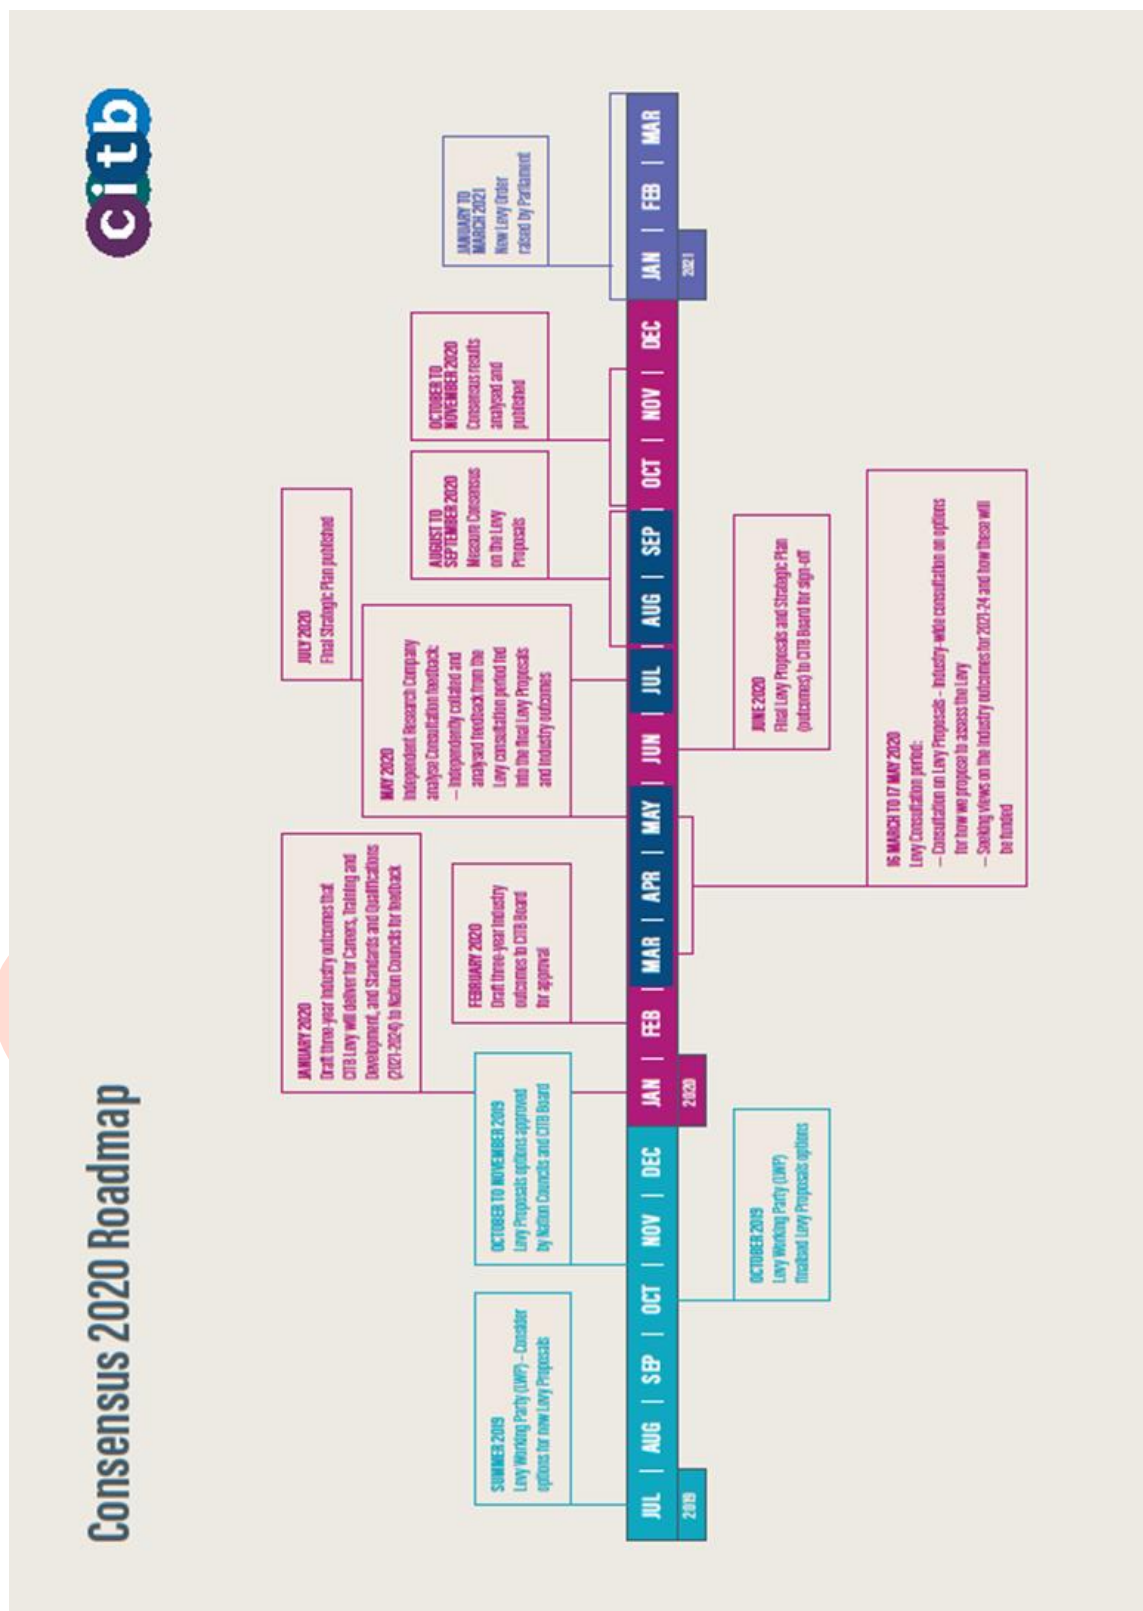 Consensus 2020 Roadmap
citb
SUMMER 2019
Levy Working Party (LWP) – Consider
options for new Levy Proposals
OCTOBER TO NOVEMBER 2019
Levy Proposals options approved
by Nation Councils and CITB Board
JANUARY 2020
Draft three-year industry outcomes that
CITB Levy will deliver for Careers, Training and
Development, and Standards and Qualifications
(2021-2024) to Nation Councils for feedback
FEBRUARY 2020
Draft three-year industry
outcomes to CITB Board
for approval
MAY 2020
Independent Research Company
analyse Consultation feedback:
– Independently collated and
analysed feedback from the
Levy consultation period fed
into the final Levy Proposals
and Industry outcomes
JULY 2020
Final Strategic Plan published
AUGUST TO
SEPTEMBER 2020
Measure Consensus
on the Levy
Proposals
OCTOBER TO
NOVEMBER 2020
Consensus results
analysed and
published
JANUARY TO
MARCH 2021
New Levy Order
raised by Parliament
JUL | AUG | SEP | OCT | NOV | DEC JAN | FEB | MAR | APR | MAY | JUN | JUL | AUG | SEP | OCT | NOV | DEC JAN | FEB | MAR
2019
2020
2021
OCTOBER 2019
Levy Working Party (LWP)
finalised Levy Proposals options
JUNE 2020
Final Levy Proposals and Strategic Plan
(outcomes) to CITB Board for sign-off
16 MARCH TO 17 MAY 2020
Levy Consultation period:
– Consultation on Levy Proposals – industry-wide consultation on options
for how we propose to assess the Levy
– Seeking views on the industry outcomes for 2021-24 and how these will
be funded